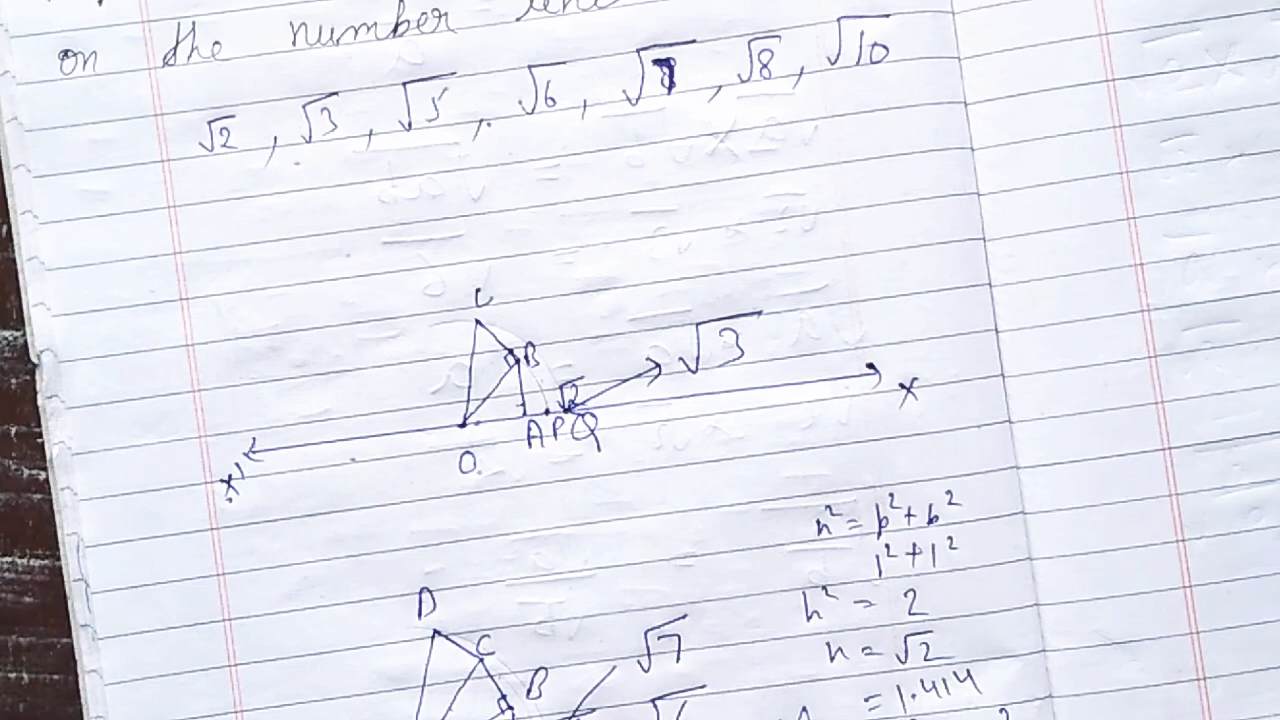 on the number line
√2 , √3 , √5 , √6 , √7 , √8 , √10
C
B
√2
√3
A P Q
X
O
X'
h² = p² + b²
1² + 1²
h² = 2
h = √2
= 1.414
D
C
B
√7